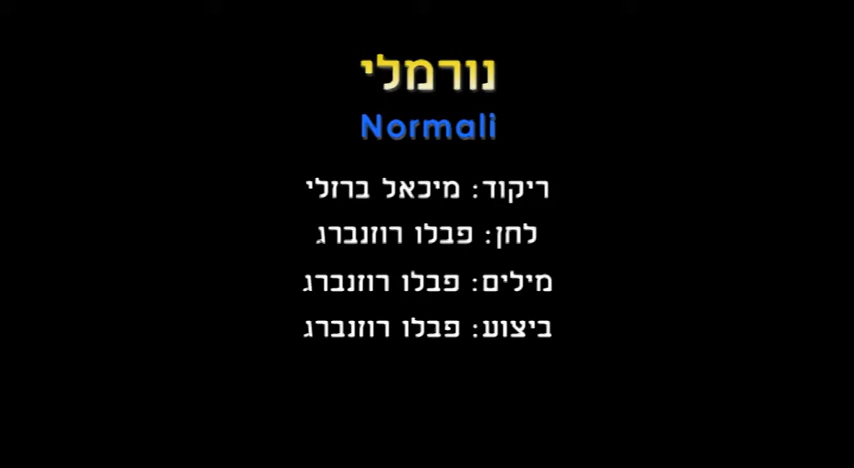 נורמלי
Normali
ריקוד: מיכאל ברזלי
לחן: פבלו רוזנברג
מילים: פבלו רוזנברג
ביצוע: פבלו רוזנברג